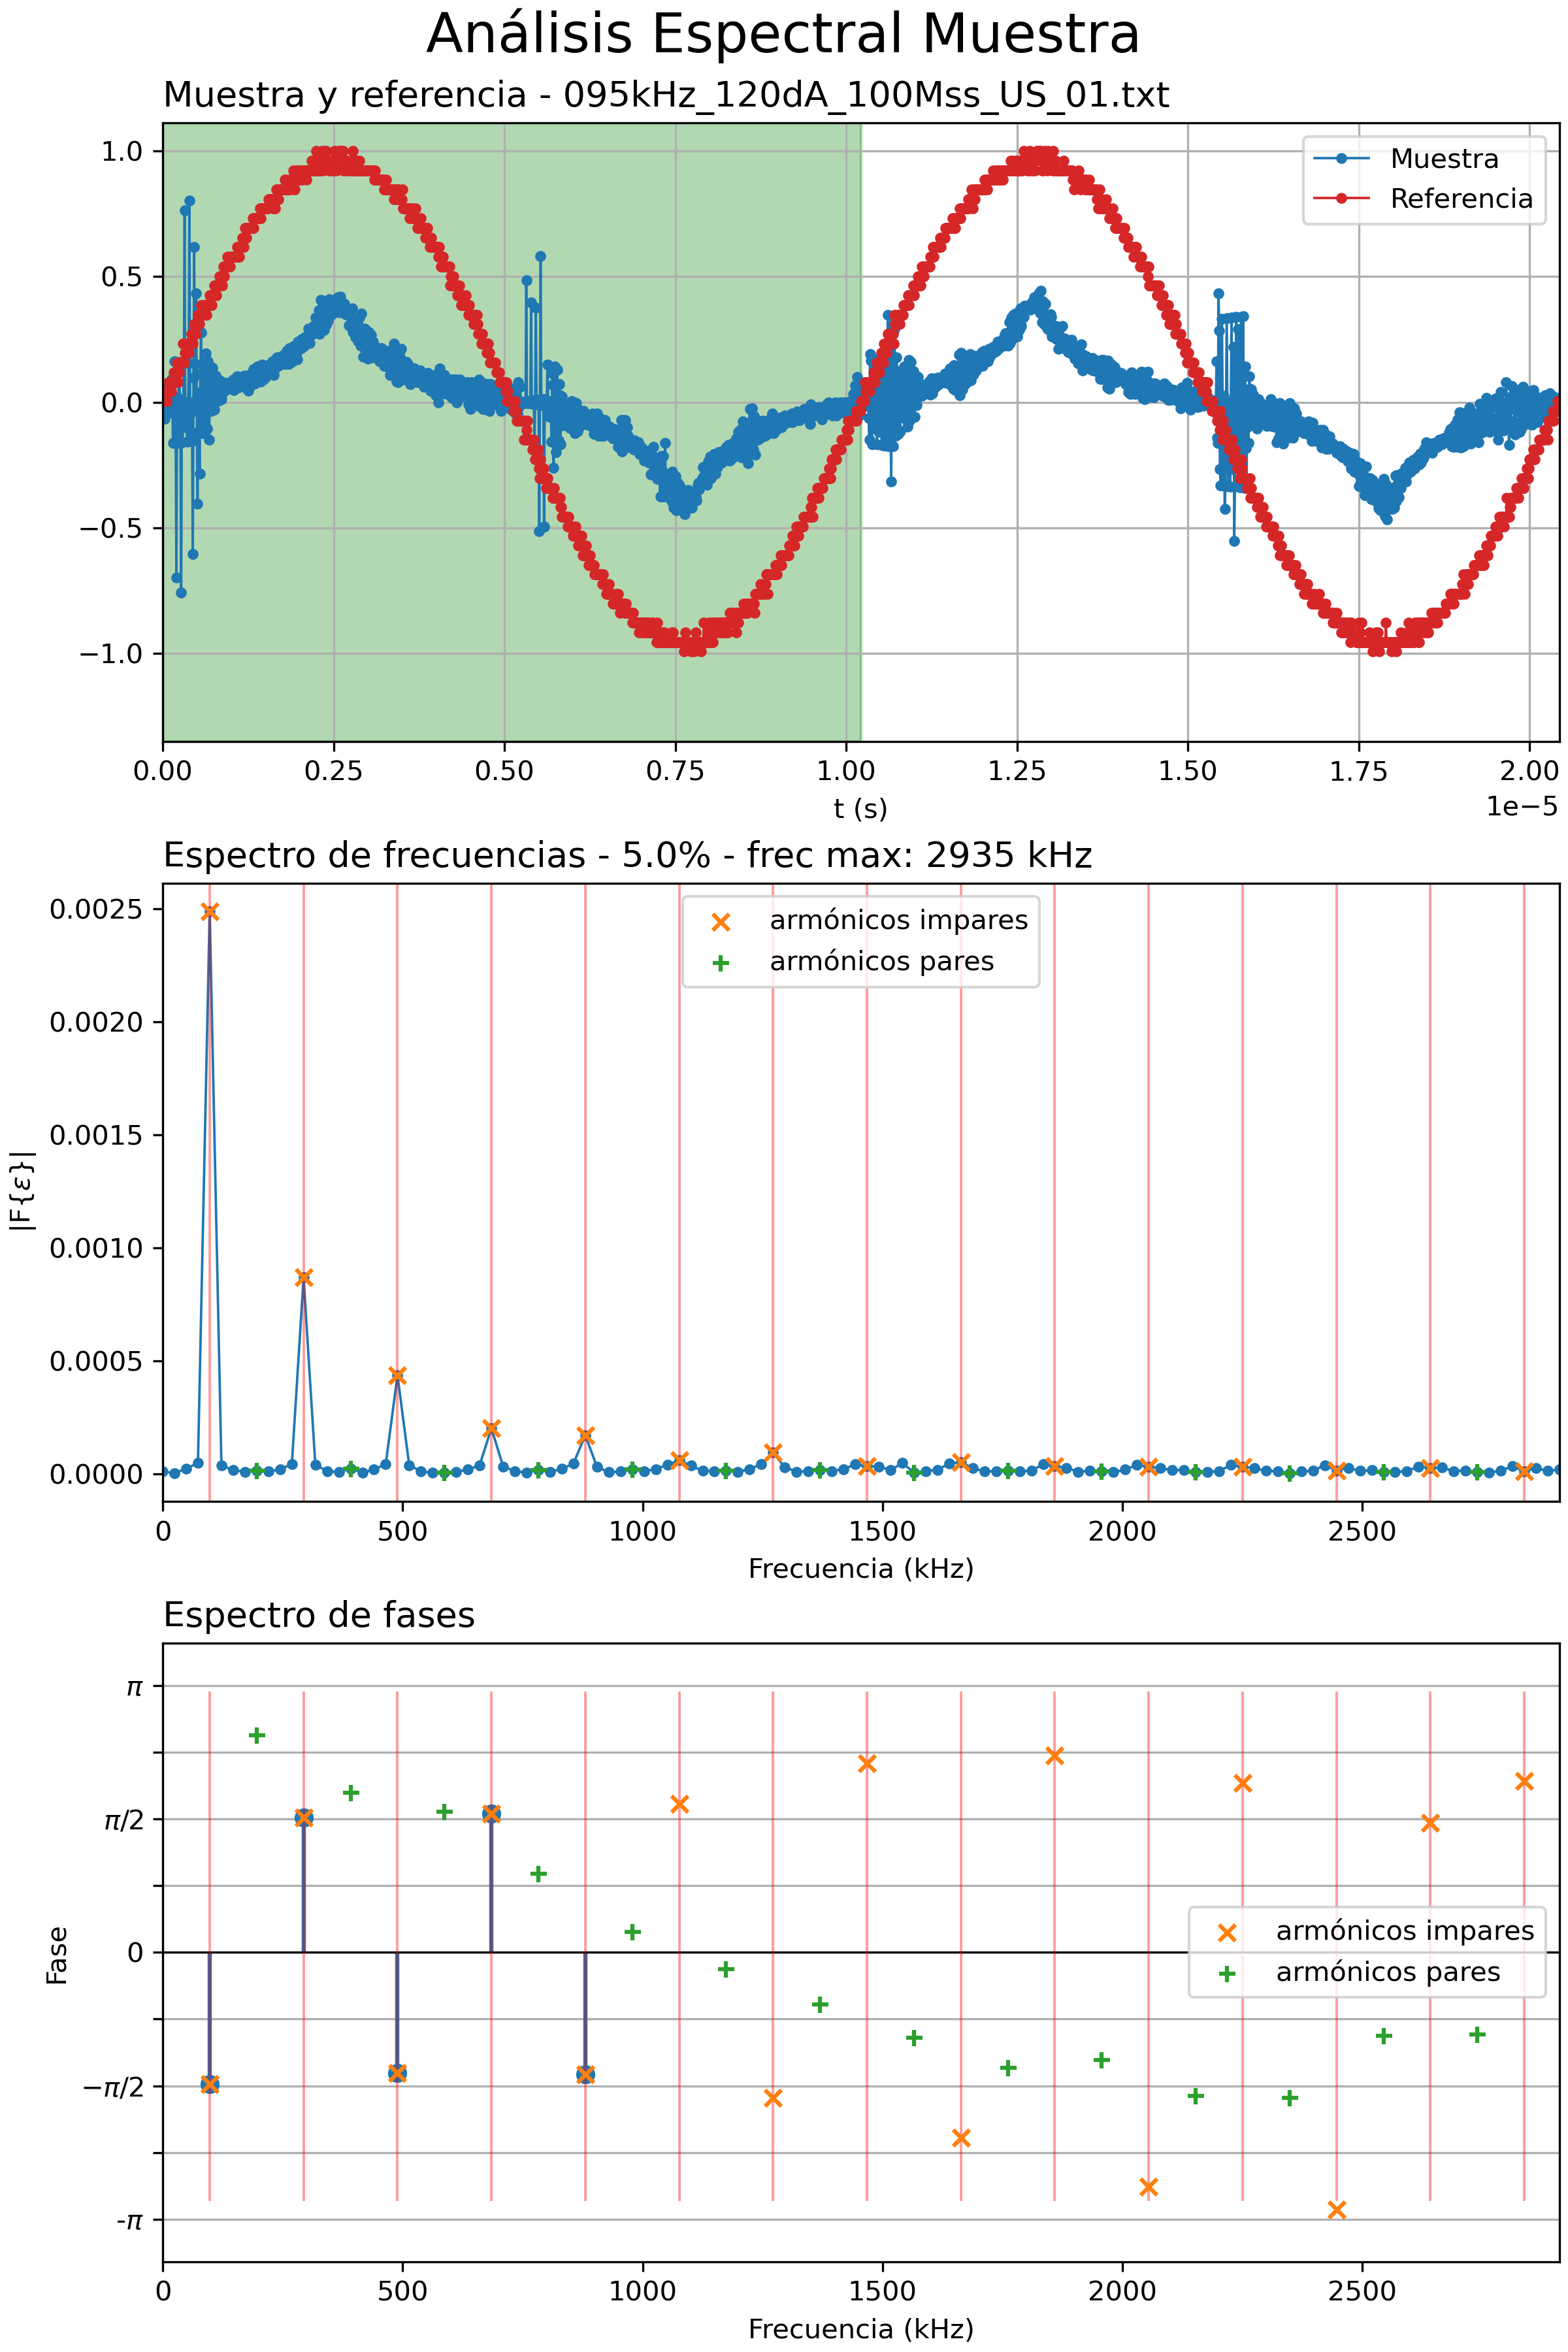 Análisis Espectral Muestra
Muestra y referencia - 095kHz_120dA_100Mss_US_01.txt
1.0
0.5
0.0
−0.5
−1.0
Muestra
Referencia
0.00 0.25 0.50 0.75 1.00 1.25 1.50 1.75 2.00
t (s)
1e−5
Espectro de frecuencias - 5.0% - frec max: 2935 kHz
0.0025
0.0020
0.0015
0.0010
0.0005
0.0000
|F{ε}|
armónicos impares
armónicos pares
0 500 1000 1500 2000 2500
Frecuencia (kHz)
Espectro de fases
π
π/2
0
−π/2
-π
Fase
armónicos impares
armónicos pares
0 500 1000 1500 2000 2500
Frecuencia (kHz)